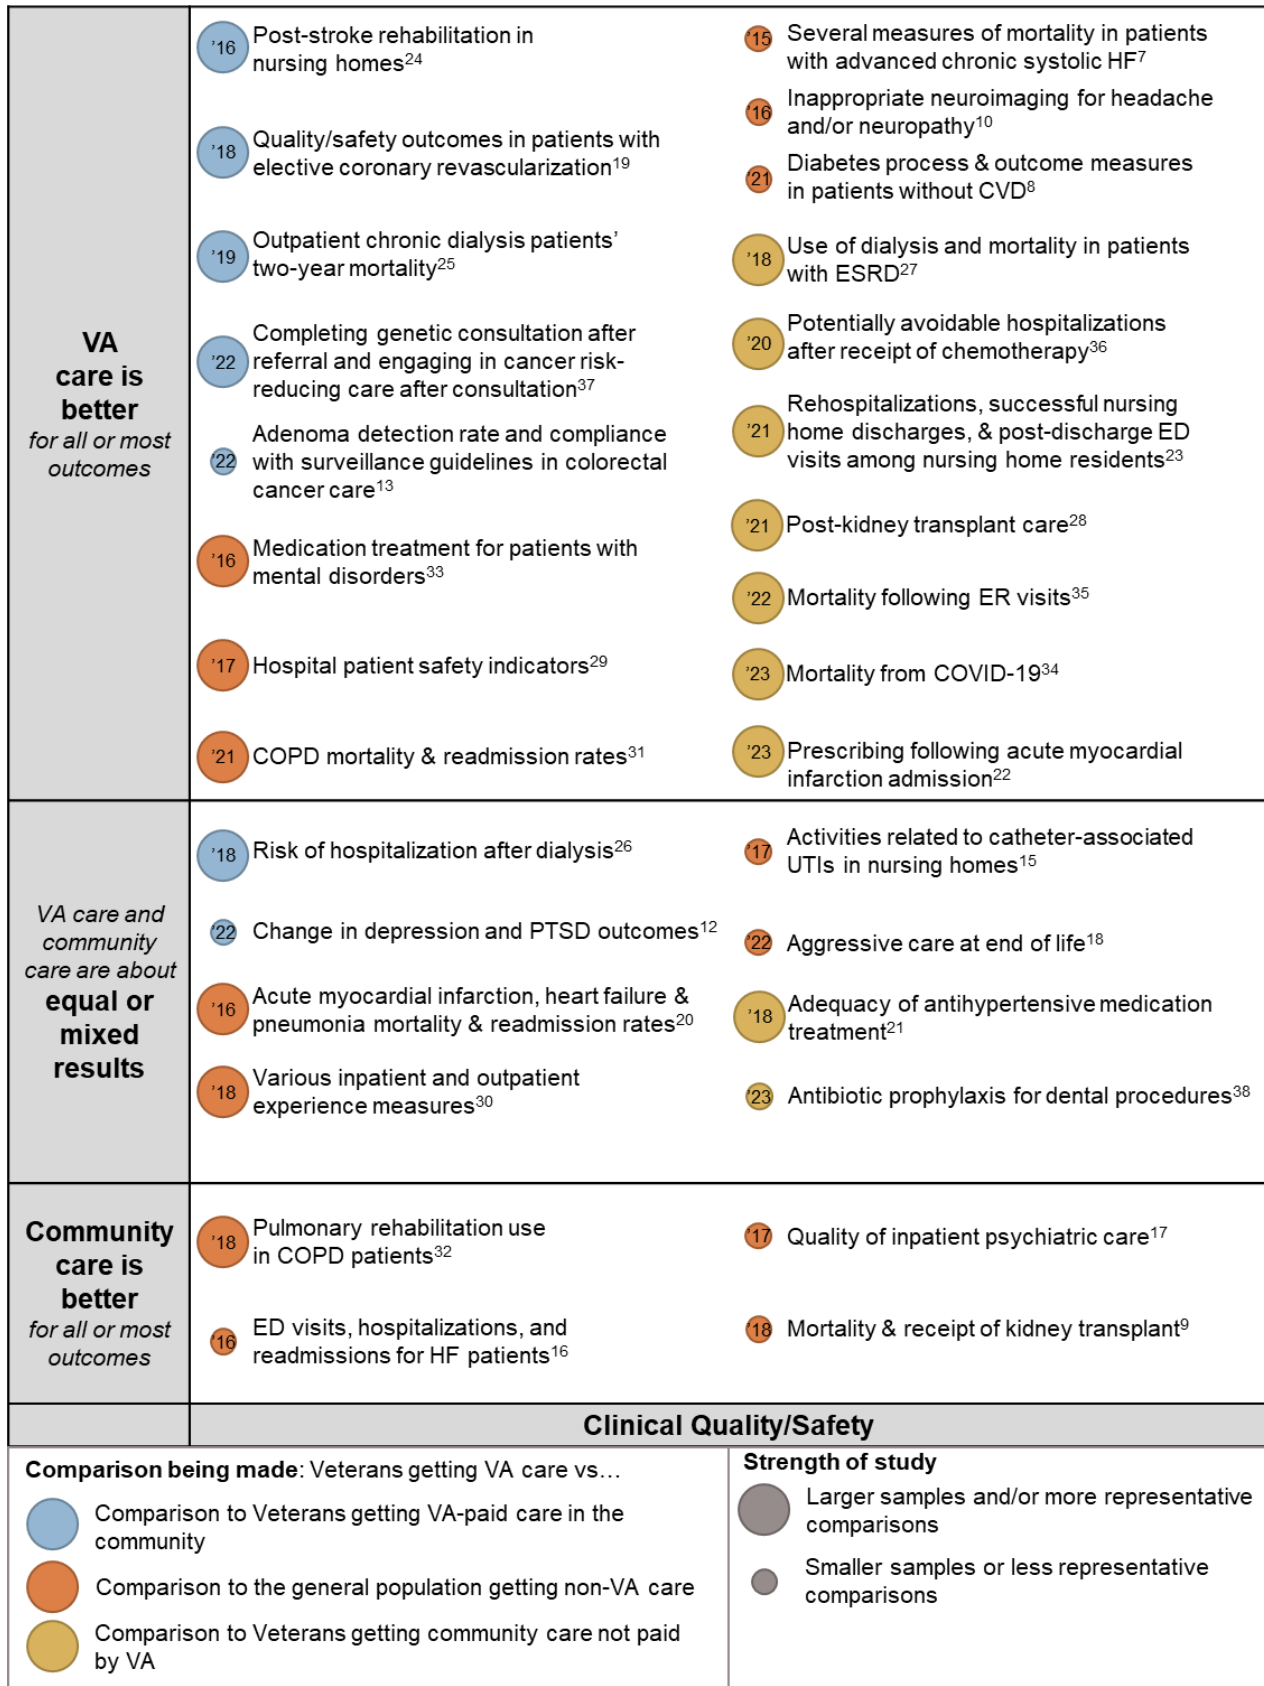 VA
care is
better
for all or most
outcomes
’16
Post-stroke rehabilitation in
nursing homes24
’18
Quality/safety outcomes in patients with
elective coronary revascularization19
’19
Outpatient chronic dialysis patients’
two-year mortality25
’22
Completing genetic consultation after
referral and engaging in cancer risk-
reducing care after consultation37
’22
Adenoma detection rate and compliance
with surveillance guidelines in colorectal
cancer care13
’16
Medication treatment for patients with
mental disorders33
’17
Hospital patient safety indicators29
’21
COPD mortality & readmission rates31
’15
Several measures of mortality in patients
with advanced chronic systolic HF7
’16
Inappropriate neuroimaging for headache
and/or neuropathy10
’21
Diabetes process & outcome measures
in patients without CVD8
’18
Use of dialysis and mortality in patients
with ESRD27
’20
Potentially avoidable hospitalizations
after receipt of chemotherapy36
’21
Rehospitalizations, successful nursing
home discharges, & post-discharge ED
visits among nursing home residents23
’21
Post-kidney transplant care28
’22
Mortality following ER visits35
’23
Mortality from COVID-1934
’23
Prescribing following acute myocardial
infarction admission22
VA care and
community
care are about
equal or
mixed
results
’18
Risk of hospitalization after dialysis26
’22
Change in depression and PTSD outcomes12
’16
Acute myocardial infarction, heart failure &
pneumonia mortality & readmission rates20
’18
Various inpatient and outpatient
experience measures30
’17
Activities related to catheter-associated
UTIs in nursing homes15
’22
Aggressive care at end of life18
’18
Adequacy of antihypertensive medication
treatment21
’23
Antibiotic prophylaxis for dental procedures38
Community
care is
better
for all or most
outcomes
’18
Pulmonary rehabilitation use
in COPD patients32
’16
ED visits, hospitalizations, and
readmissions for HF patients16
’17
Quality of inpatient psychiatric care17
’18
Mortality & receipt of kidney transplant9
Clinical Quality/Safety
Comparison being made: Veterans getting VA care vs…
Comparison to Veterans getting VA-paid care in the
community
Comparison to the general population getting non-VA care
Comparison to Veterans getting community care not paid
by VA
Strength of study
Larger samples and/or more representative
comparisons
Smaller samples or less representative
comparisons